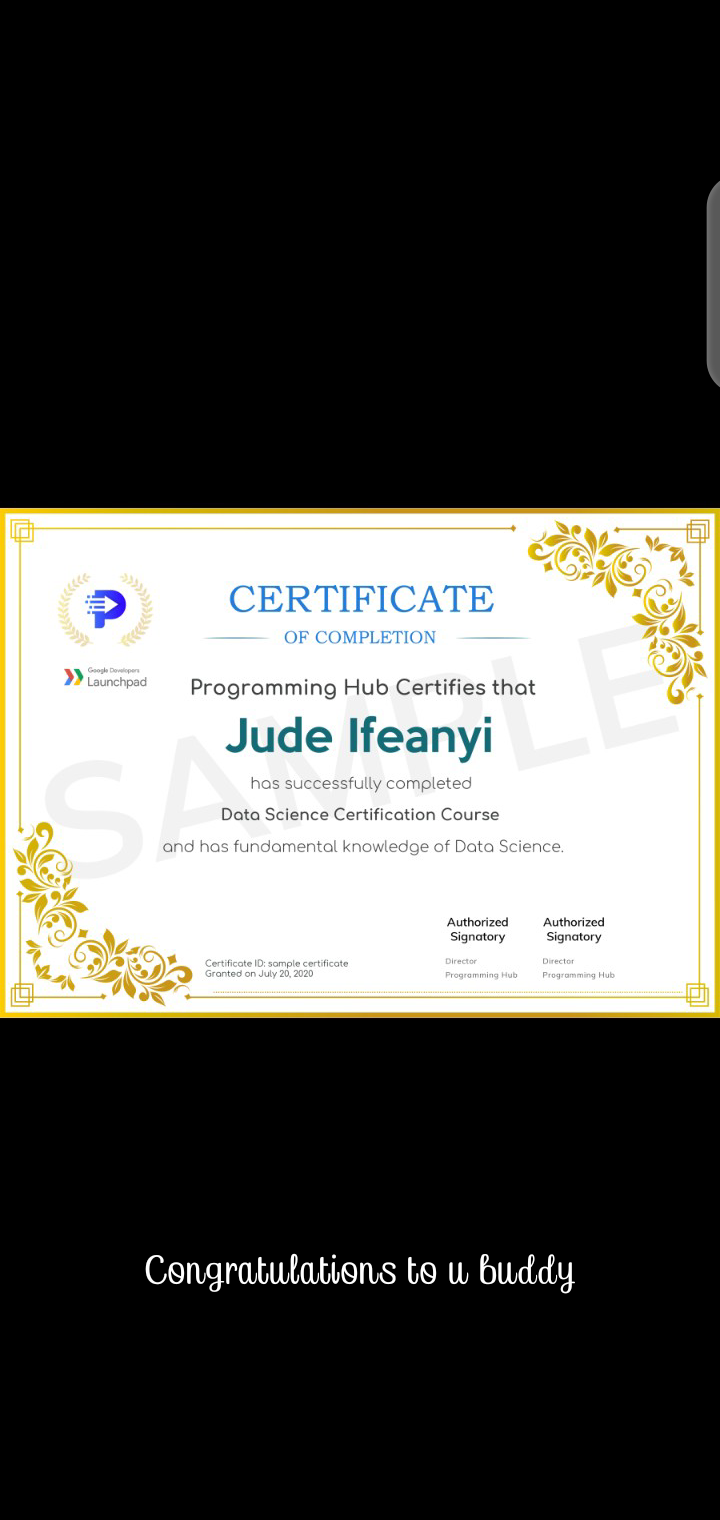 CERTIFICATE
OF COMPLETION
Google Developers
Launchpad
Programming Hub Certifies that
Jude Ifeanyi
has successfully completed
Data Science Certification Course
and has fundamental knowledge of Data Science.
SAMPLE
Authorized Signatory
Authorized Signatory
Certificate ID: sample certificate
Granted on July 20, 2020
Director
Programming Hub
Director
Programming Hub
Congratulations to u buddy